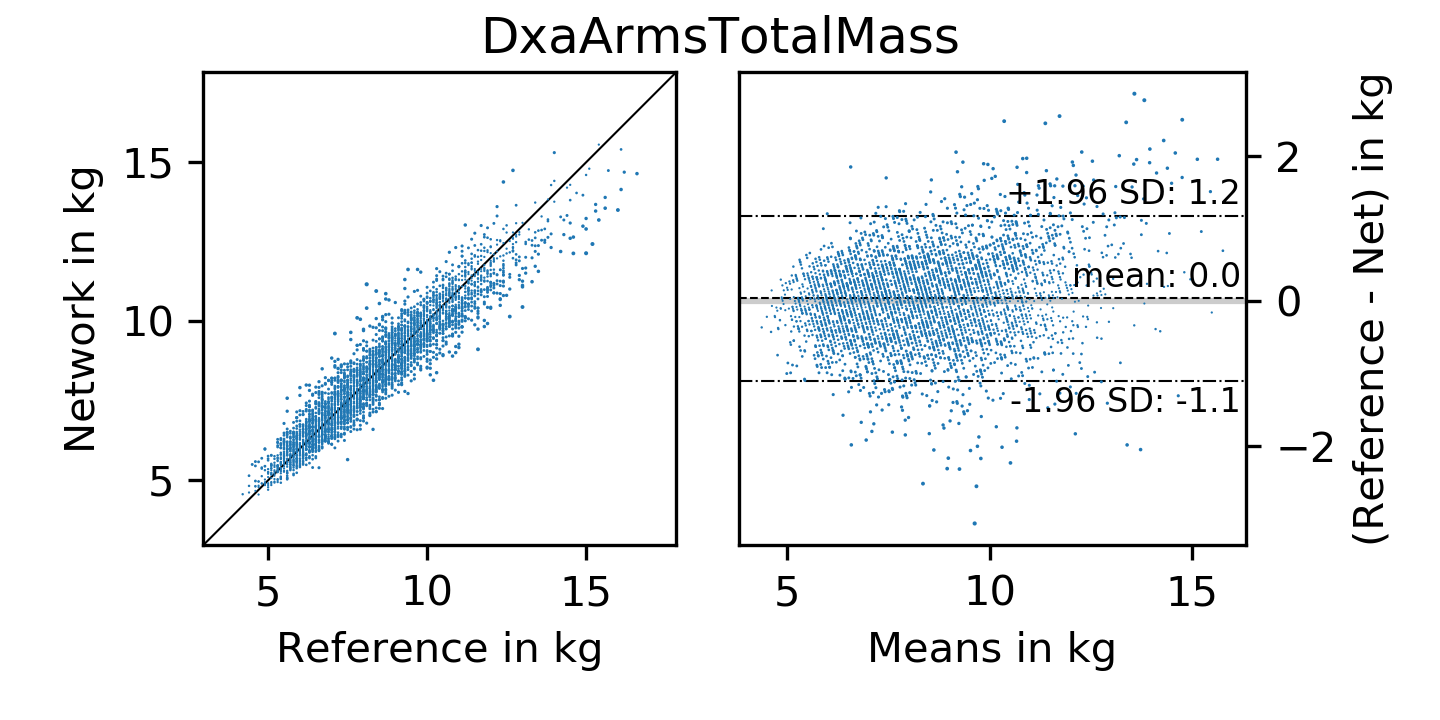 DxaArmsTotalMass
Network in kg
15
10
5
5 10 15
Reference in kg
+1.96 SD: 1.2
mean: 0.0
-1.96 SD: -1.1
2
0
−2
(Reference - Net) in kg
5 10 15
Means in kg